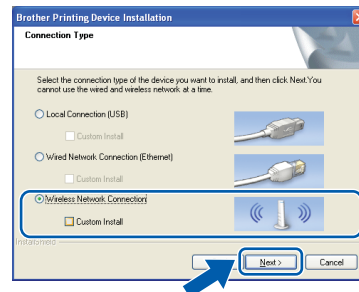 Brother Printing Device Installation
Connection Type
Select the connection type of the device you want to install, and then click Next.You
cannot use the wired and wireless network at a time.
Local Connection (USB)
Custom Install
Wired Network Connection (Ethernet)
Custom Install
Wireless Network Connection
Custom Install
InstallShield
Next >
Cancel